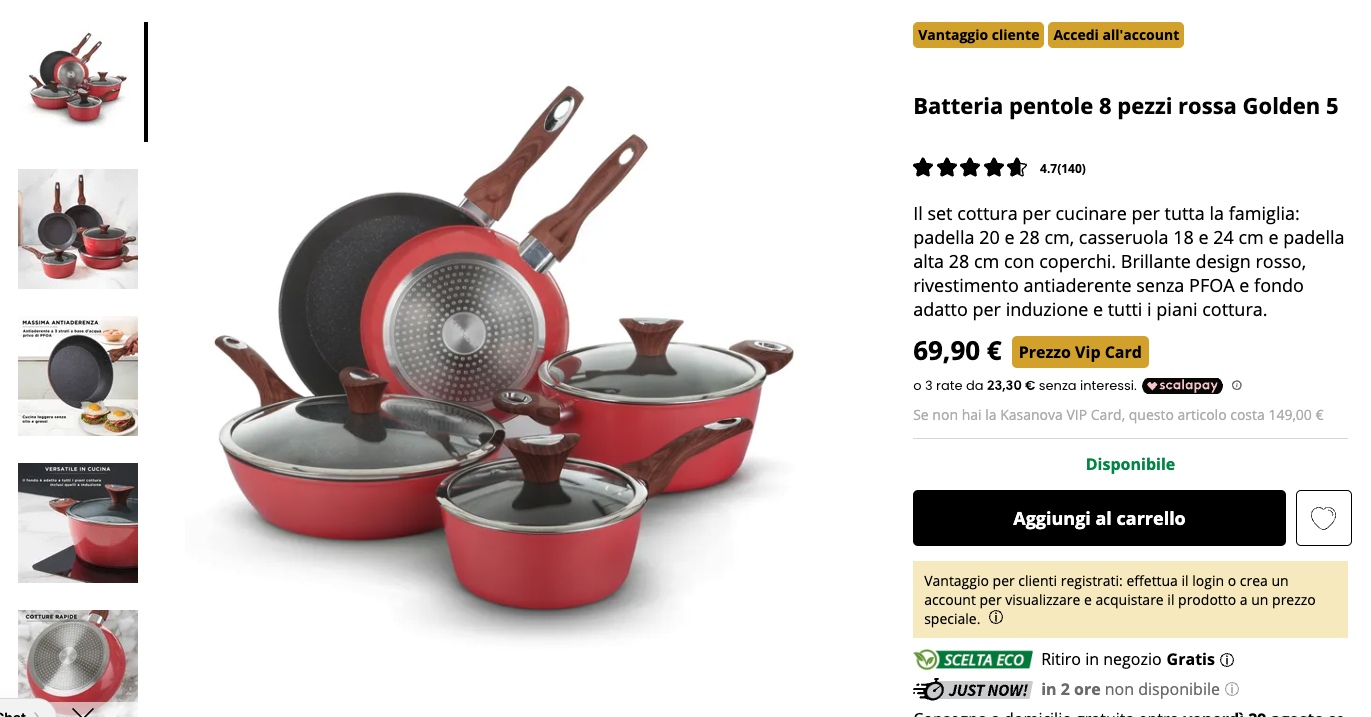 Vantaggio cliente Accedi all'account
Batteria pentole 8 pezzi rossa Golden 5
4.7(140)
Il set cottura per cucinare per tutta la famiglia:
padella 20 e 28 cm, casseruola 18 e 24 cm e padella
alta 28 cm con coperchi. Brillante design rosso,
rivestimento antiaderente senza PFOA e fondo
adatto per induzione e tutti i piani cottura.
69,90 € Prezzo Vip Card
o 3 rate da 23,30 € senza interessi. scalapay
Se non hai la Kasanova VIP Card, questo articolo costa 149,00 €
Disponibile
Aggiungi al carrello
Vantaggio per clienti registrati: effettua il login o crea un
account per visualizzare e acquistare il prodotto a un prezzo
speciale.
SCELTA ECO Ritiro in negozio Gratis
JUST NOW! in 2 ore non disponibile
MASSIMA ANTIADERENZA
Antiaderente a 3 strati a base d'acqua
privo di PFOA
Cucina leggera senza
olio e grassi
VERSATILE IN CUCINA
Il fondo è adatto a tutti i piani cottura
inclusi quelli a induzione
COTTURE RAPIDE